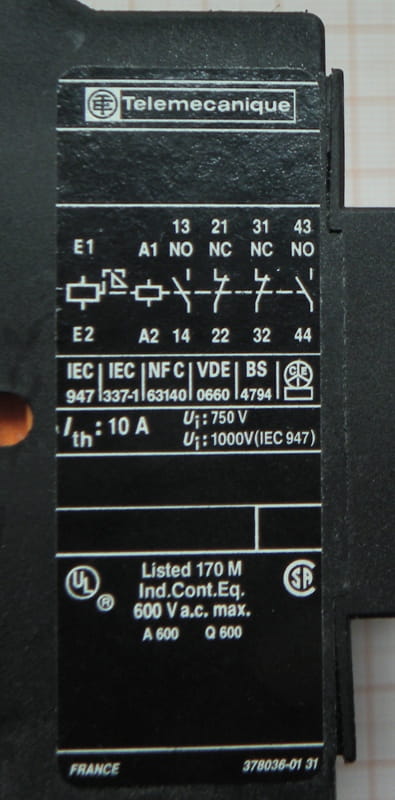 Telemecanique
13 21 31 43
E1 A1 NO NC NC NO
E2 A2 14 22 32 44
IEC IEC NF C VDE BS
947 337-1 63140 0660 4794
Ith: 10 A Ui: 750 V
Ui: 1000V (IEC 947)
UL ® Listed 170 M SA
Ind.Cont.Eq.
600 V a.c. max.
A 600 Q 600
FRANCE 378036-01 31